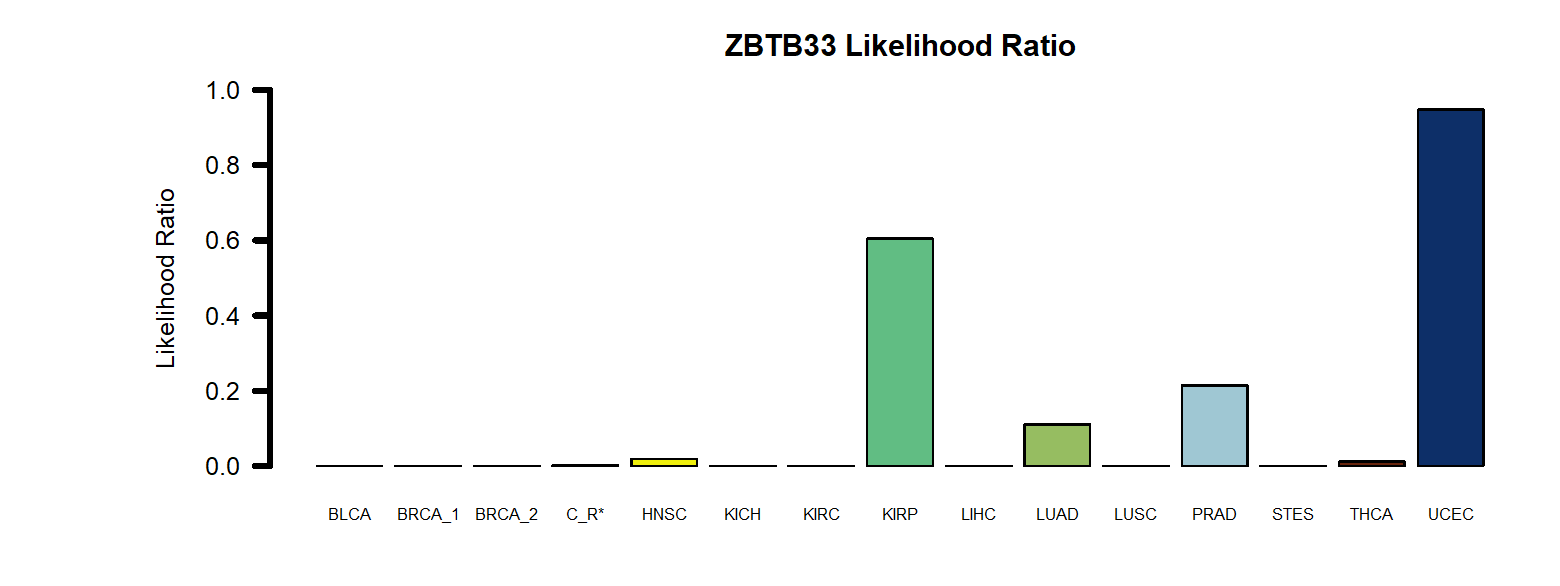 ZBTB33 Likelihood Ratio
1.0
0.8
0.6
0.4
0.2
0.0
Likelihood Ratio
BLCA BRCA_1 BRCA_2 C_R* HNSC KICH KIRC KIRP LIHC LUAD LUSC PRAD STES THCA UCEC